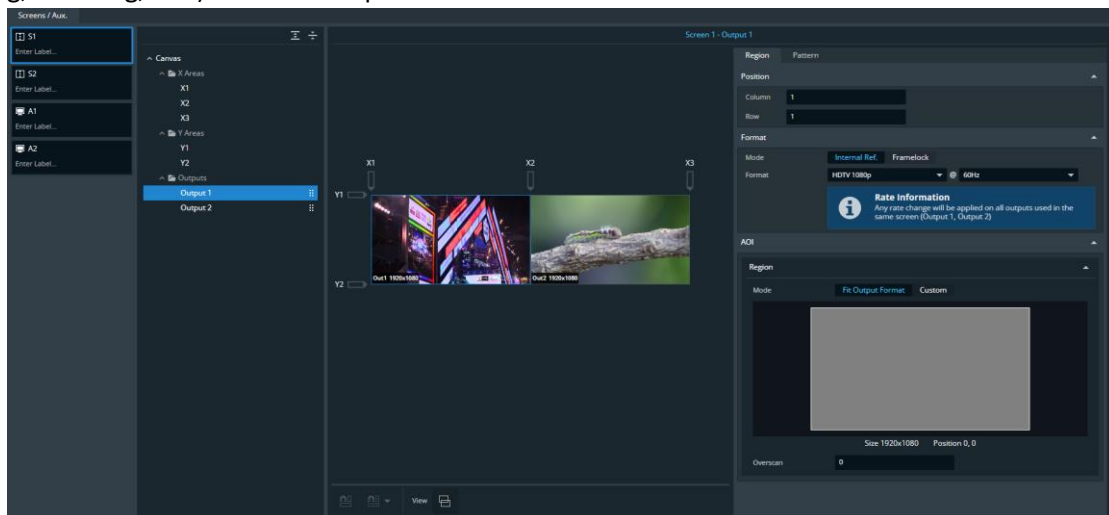 Screens / Aux.
S1
Enter Label...
S2
Enter Label...
A1
Enter Label...
A2
Enter Label...
Canvas
X Areas
X1
X2
X3
Y Areas
Y1
Y2
Outputs
Output 1
Output 2
Screen 1 - Output 1
X1 X2 X3
Y1
Out1 1920x1080 Out2 1920x1080
Y2
View
Region Pattern
Position
Column 1
Row 1
Format
Mode Internal Ref. Framelock
Format HDTV 1080p @ 60Hz
Rate Information
Any rate change will be applied on all outputs used in the
same screen (Output 1, Output 2)
AOI
Region
Mode Fit Output Format Custom
Size 1920x1080 Position 0, 0
Overscan 0